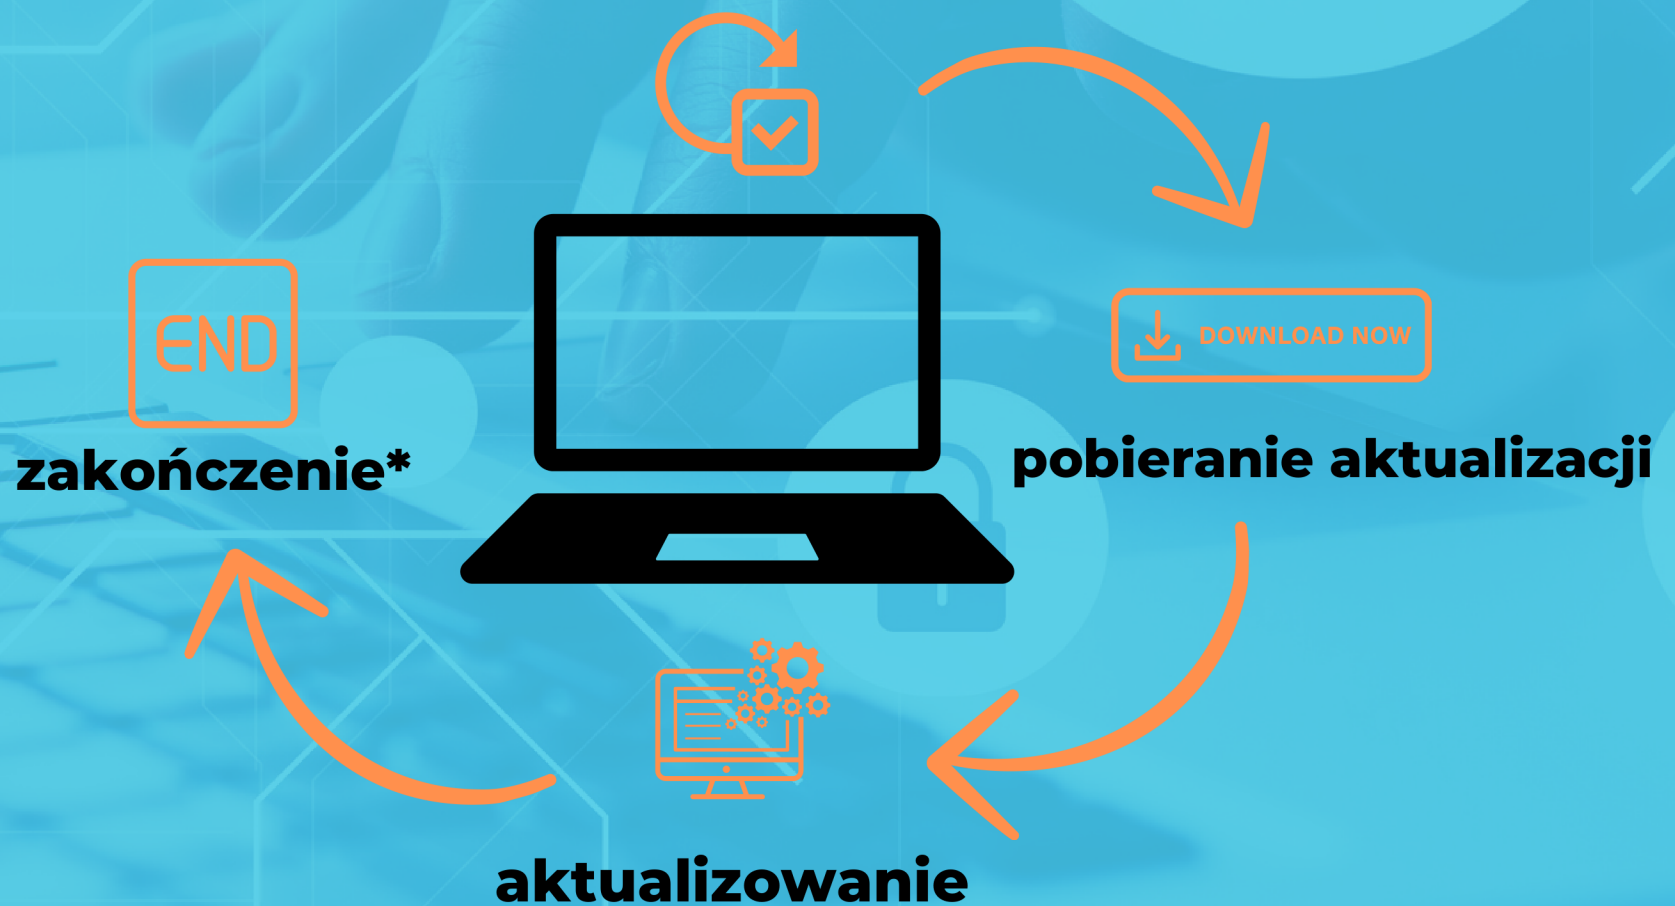 END
DOWNLOAD NOW
zakończenie*
pobieranie aktualizacji
aktualizowanie